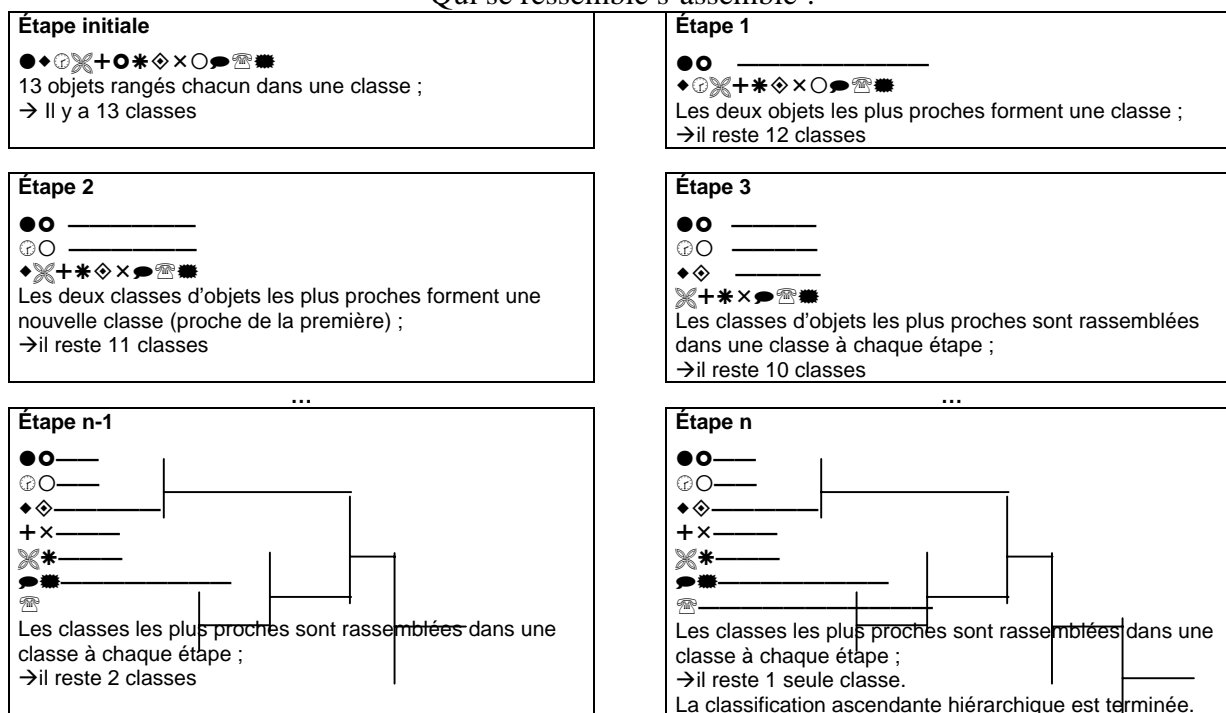 Qui se ressemble s'assemble !
Étape initiale
13 objets rangés chacun dans une classe ;
→ Il y a 13 classes
Étape 1
Les deux objets les plus proches forment une classe ;
→il reste 12 classes
Étape 2
Les deux classes d'objets les plus proches forment une
nouvelle classe (proche de la première) ;
→il reste 11 classes
Étape 3
Les classes d'objets les plus proches sont rassemblées
dans une classe à chaque étape ;
→il reste 10 classes
...
...
Étape n-1
Les classes les plus proches sont rassemblées dans une
classe à chaque étape ;
→il reste 2 classes
Étape n
Les classes les plus proches sont rassemblées dans une
classe à chaque étape ;
→il reste 1 seule classe.
La classification ascendante hiérarchique est terminée.